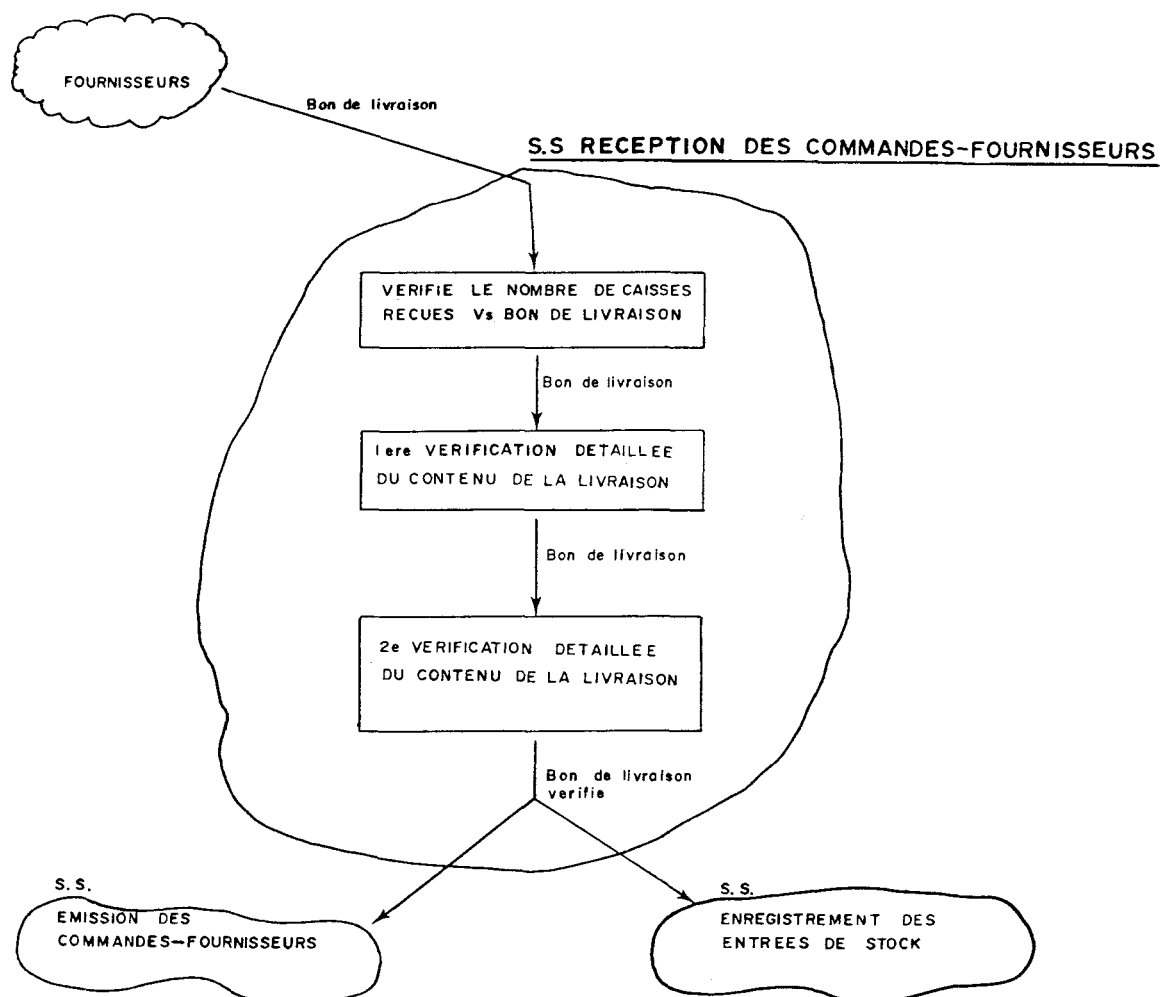 FOURNISSEURS
Bon de livraison
S.S RECEPTION DES COMMANDES-FOURNISSEURS
VERIFIE LE NOMBRE DE CAISSES
RECUES Vs BON DE LIVRAISON
Bon de livraison
1ere VERIFICATION DETAILLEE
DU CONTENU DE LA LIVRAISON
Bon de livraison
2e VERIFICATION DETAILLEE
DU CONTENU DE LA LIVRAISON
Bon de livraison
verifie
S.S.
EMISSION DES
COMMANDES-FOURNISSEURS
S.S.
ENREGISTREMENT DES
ENTREES DE STOCK